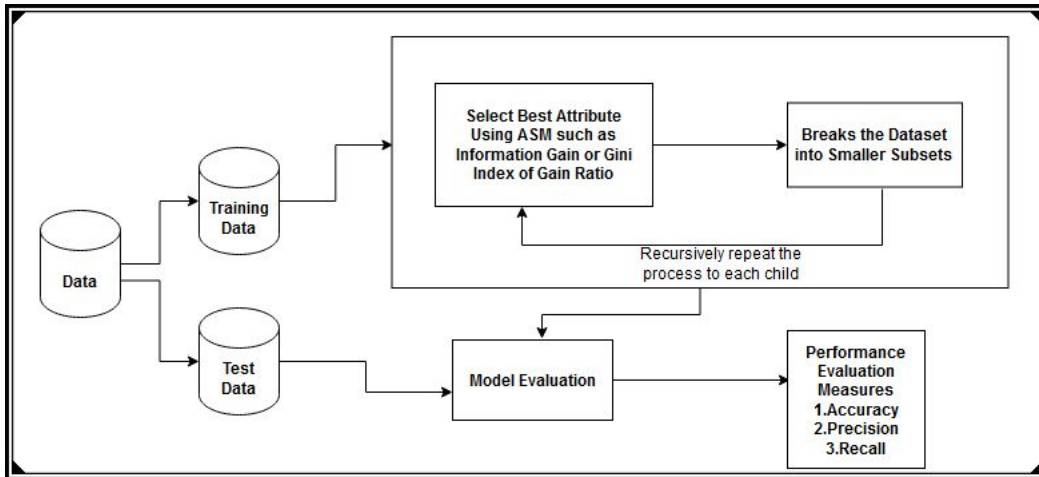 Data
Training
Data
Test
Data
Select Best Attribute
Using ASM such as
Information Gain or Gini
Index of Gain Ratio
Breaks the Dataset
into Smaller Subsets
Recursively repeat the
process to each child
Model Evaluation
Performance
Evaluation
Measures
1.Accuracy
2.Precision
3.Recall